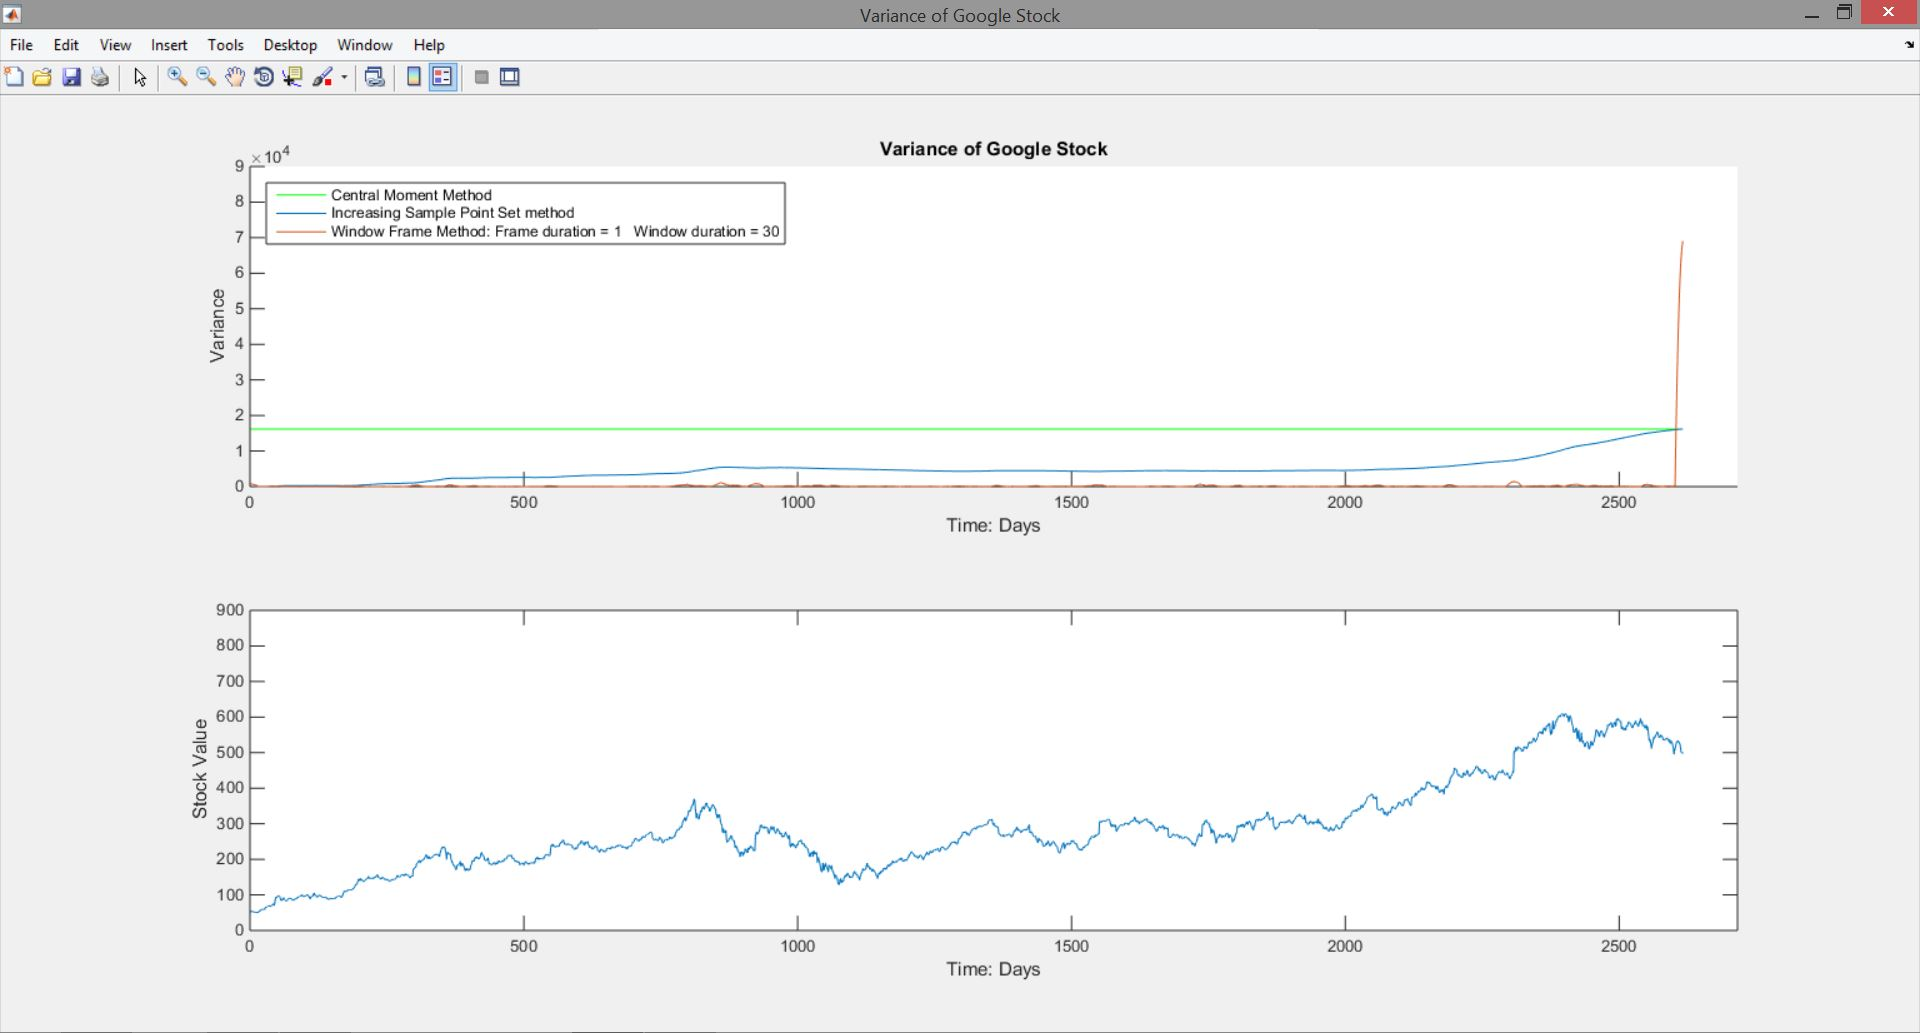 Variance of Google Stock
File Edit View Insert Tools Desktop Window Help
Variance of Google Stock
×10^4
9
8
7
6
5
4
3
2
1
0
Variance
Central Moment Method
Increasing Sample Point Set method
Window Frame Method: Frame duration = 1 Window duration = 30
0 500 1000 1500 2000 2500
Time: Days
900
800
700
600
500
400
300
200
100
0
Stock Value
0 500 1000 1500 2000 2500
Time: Days